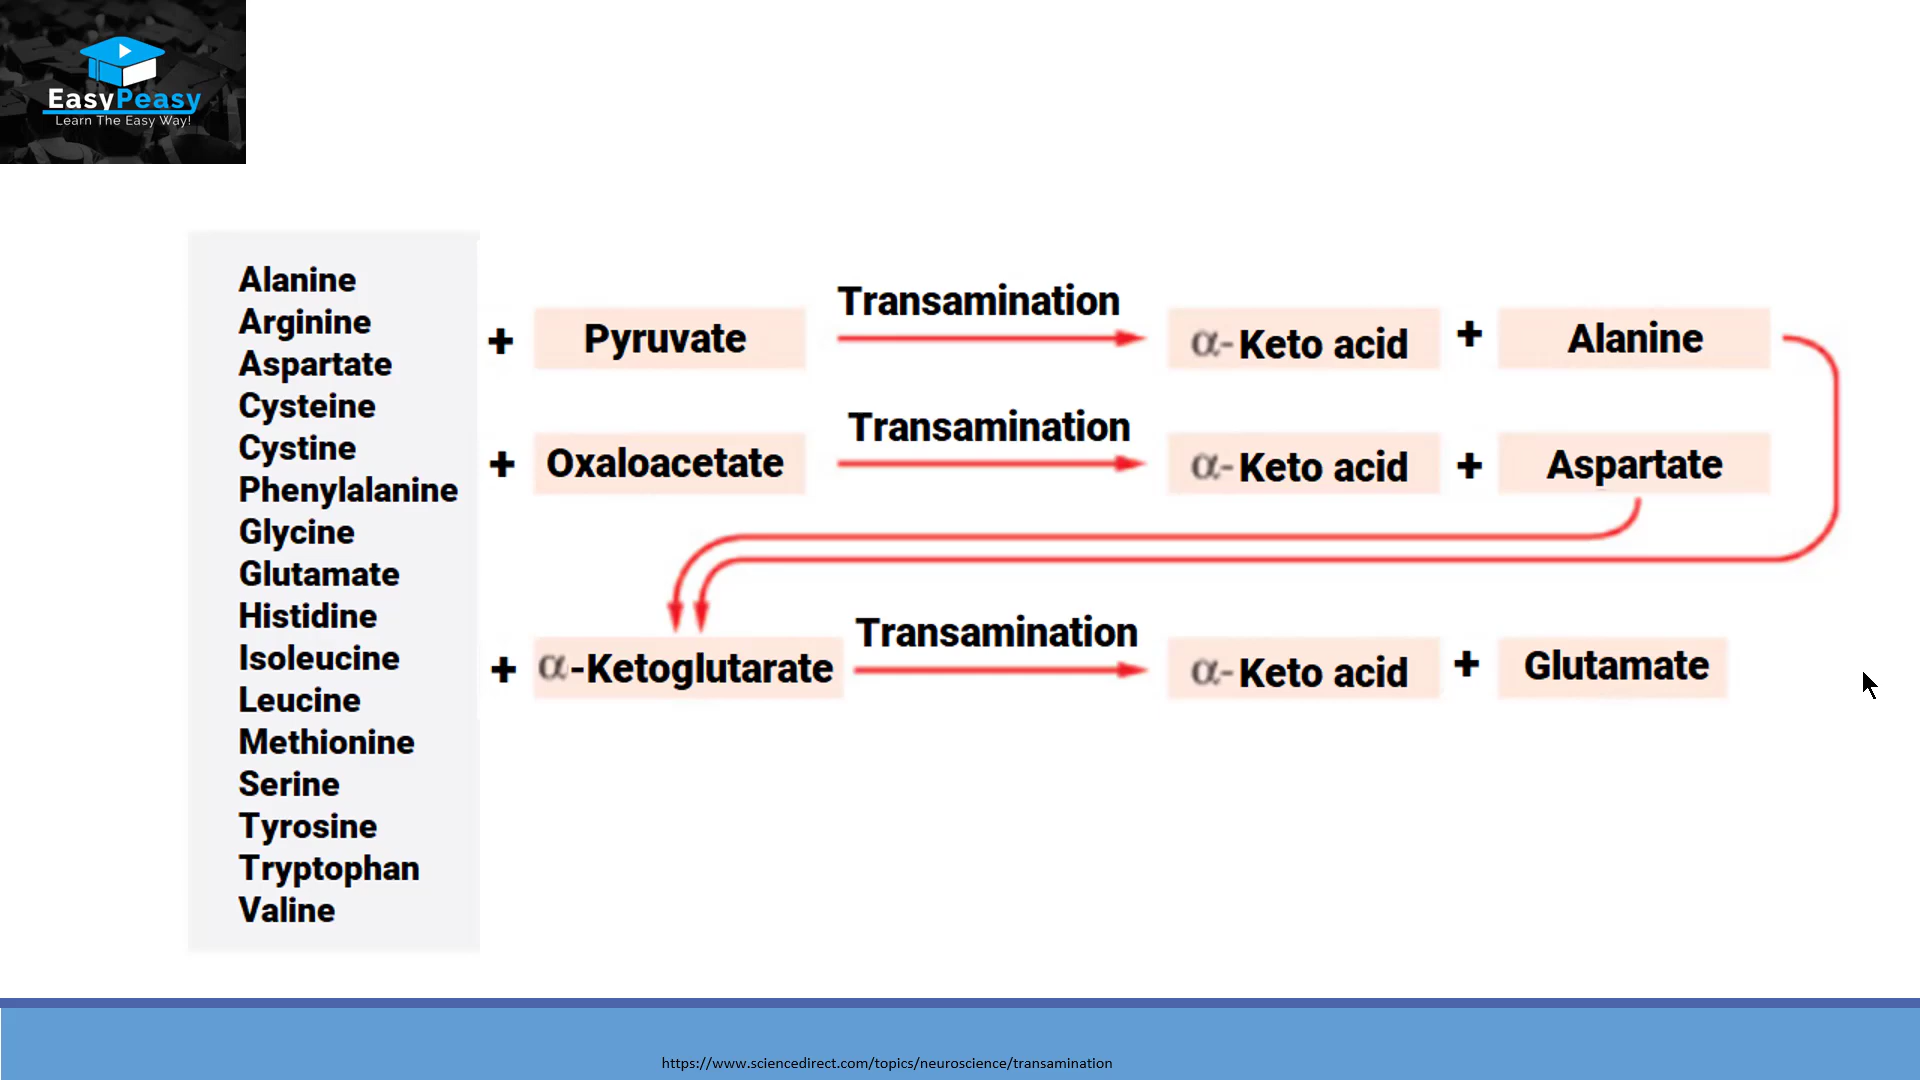 EasyPeasy
Learn The Easy Way!
Alanine
Arginine
Aspartate
Cysteine
Cystine
Phenylalanine
Glycine
Glutamate
Histidine
Isoleucine
Leucine
Methionine
Serine
Tyrosine
Tryptophan
Valine
+ Pyruvate Transamination α-Keto acid + Alanine
+ Oxaloacetate Transamination α-Keto acid + Aspartate
+ α-Ketoglutarate Transamination α-Keto acid + Glutamate
https://www.sciencedirect.com/topics/neuroscience/transamination